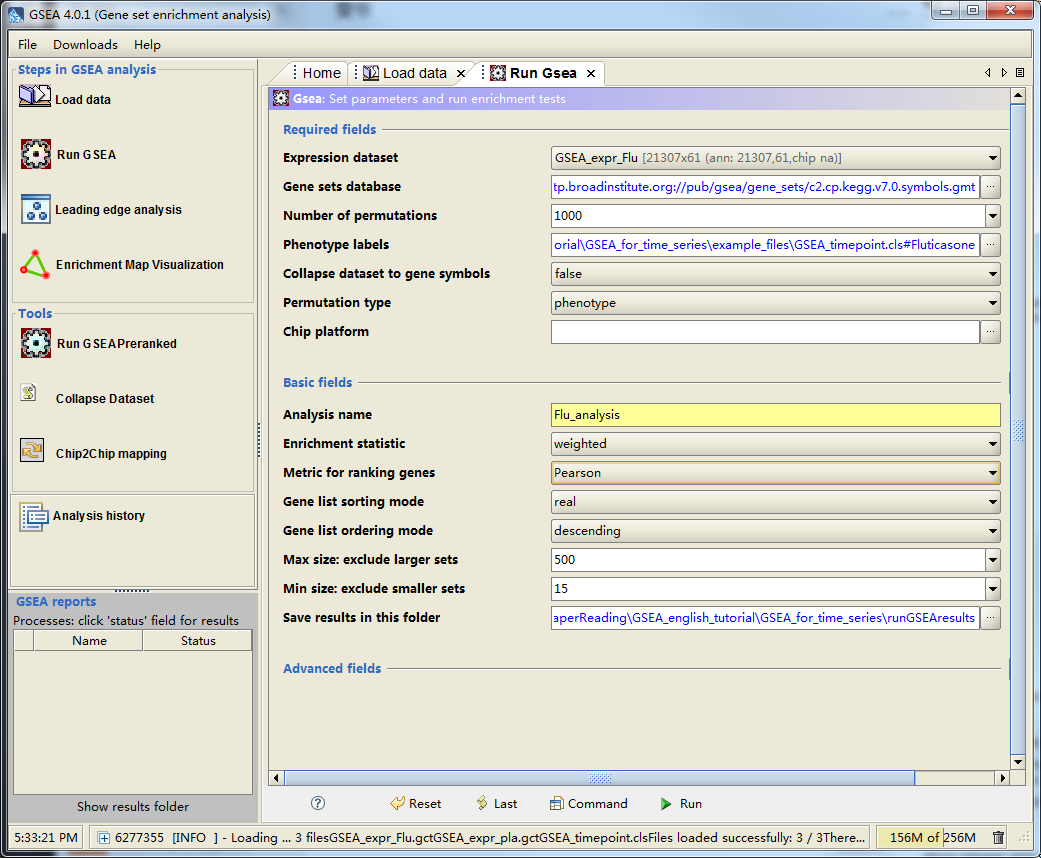 GSEA 4.0.1 (Gene set enrichment analysis)
File Downloads Help
Steps in GSEA analysis
Load data
Run GSEA
Leading edge analysis
Enrichment Map Visualization
Tools
Run GSEAPreranked
Collapse Dataset
Chip2Chip mapping
Analysis history
GSEA reports
Processes: click 'status' field for results
Name Status
Show results folder
Home Load data Run Gsea
Gsea: Set parameters and run enrichment tests
Required fields
Expression dataset GSEA_expr_Flu [21307x61 (ann: 21307,61,chip na)]
Gene sets database tp.broadinstitute.org://pub/gsea/gene_sets/c2.cp.kegg.v7.0.symbols.gmt ...
Number of permutations 1000
Phenotype labels orial\GSEA_for_time_series\example_files\GSEA_timepoint.cls#Fluticasone ...
Collapse dataset to gene symbols false
Permutation type phenotype
Chip platform ...
Basic fields
Analysis name Flu_analysis
Enrichment statistic weighted
Metric for ranking genes Pearson
Gene list sorting mode real
Gene list ordering mode descending
Max size: exclude larger sets 500
Min size: exclude smaller sets 15
Save results in this folder aperReading\GSEA_english_tutorial\GSEA_for_time_series\runGSEAresults ...
Advanced fields
? Reset Last Command Run
5:33:21 PM 6277355 [INFO ] - Loading ... 3 filesGSEA_expr_Flu.gctGSEA_expr_pla.gctGSEA_timepoint.clsFiles loaded successfully: 3 / 3There... 156M of 256M